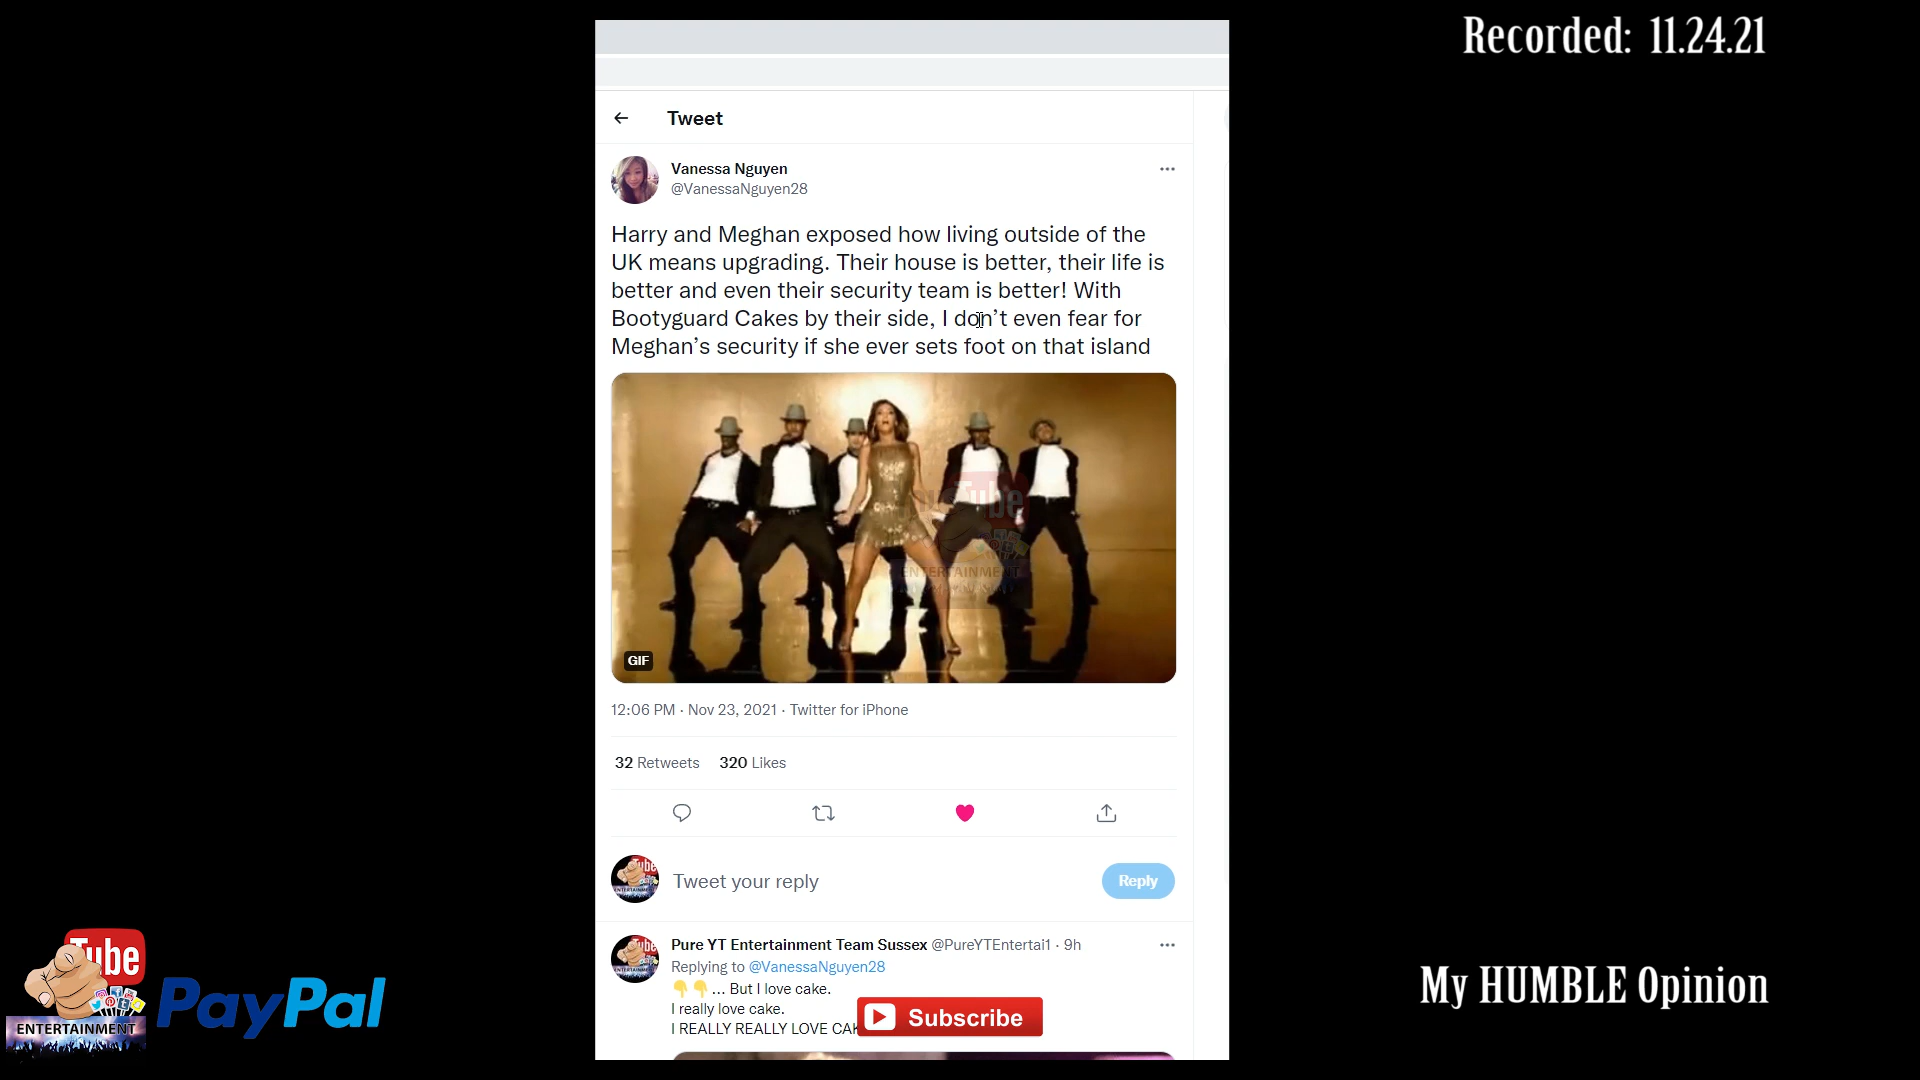 Recorded: 11.24.21
Tweet
Vanessa Nguyen
@VanessaNguyen28
Harry and Meghan exposed how living outside of the
UK means upgrading. Their house is better, their life is
better and even their security team is better! With
Bootyguard Cakes by their side, I don’t even fear for
Meghan’s security if she ever sets foot on that island
Tube
ENTERTAINMENT
GIF
12:06 PM · Nov 23, 2021 · Twitter for iPhone
32 Retweets 320 Likes
Tweet your reply
Reply
Pure YT Entertainment Team Sussex @PureYTEntertai1 · 9h
Replying to @VanessaNguyen28
👇👇... But I love cake.
I really love cake.
I REALLY REALLY LOVE CAK
Subscribe
Tube
ENTERTAINMENT
PayPal
My HUMBLE Opinion